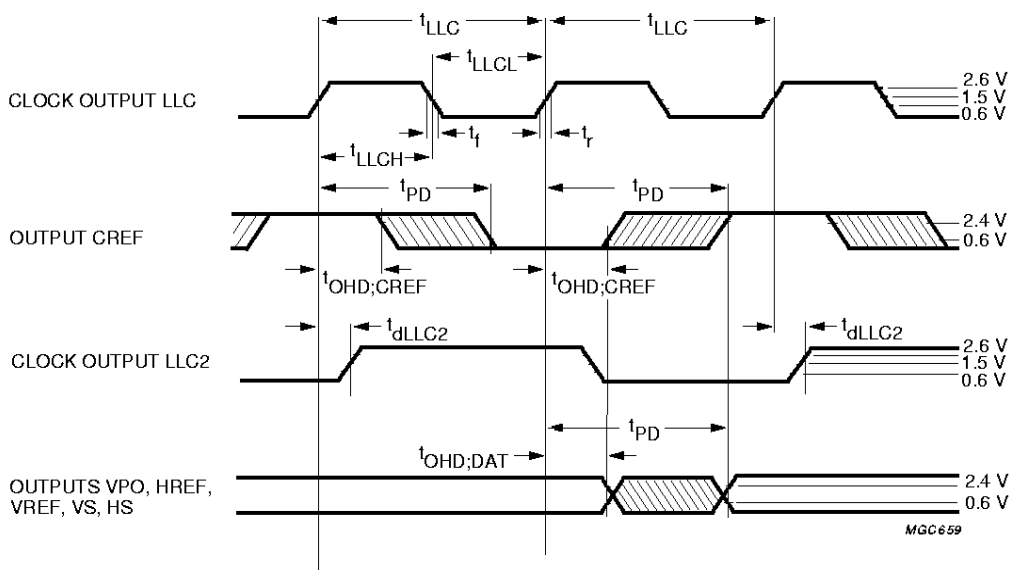 tLLC
tLLC
tLLCL
CLOCK OUTPUT LLC
2.6 V
1.5 V
0.6 V
tf
tr
tLLCH
tPD
tPD
OUTPUT CREF
2.4 V
0.6 V
tOHD;CREF
tOHD;CREF
tdLLC2
tdLLC2
CLOCK OUTPUT LLC2
2.6 V
1.5 V
0.6 V
tPD
tOHD;DAT
OUTPUTS VPO, HREF,
VREF, VS, HS
2.4 V
0.6 V
MGC659